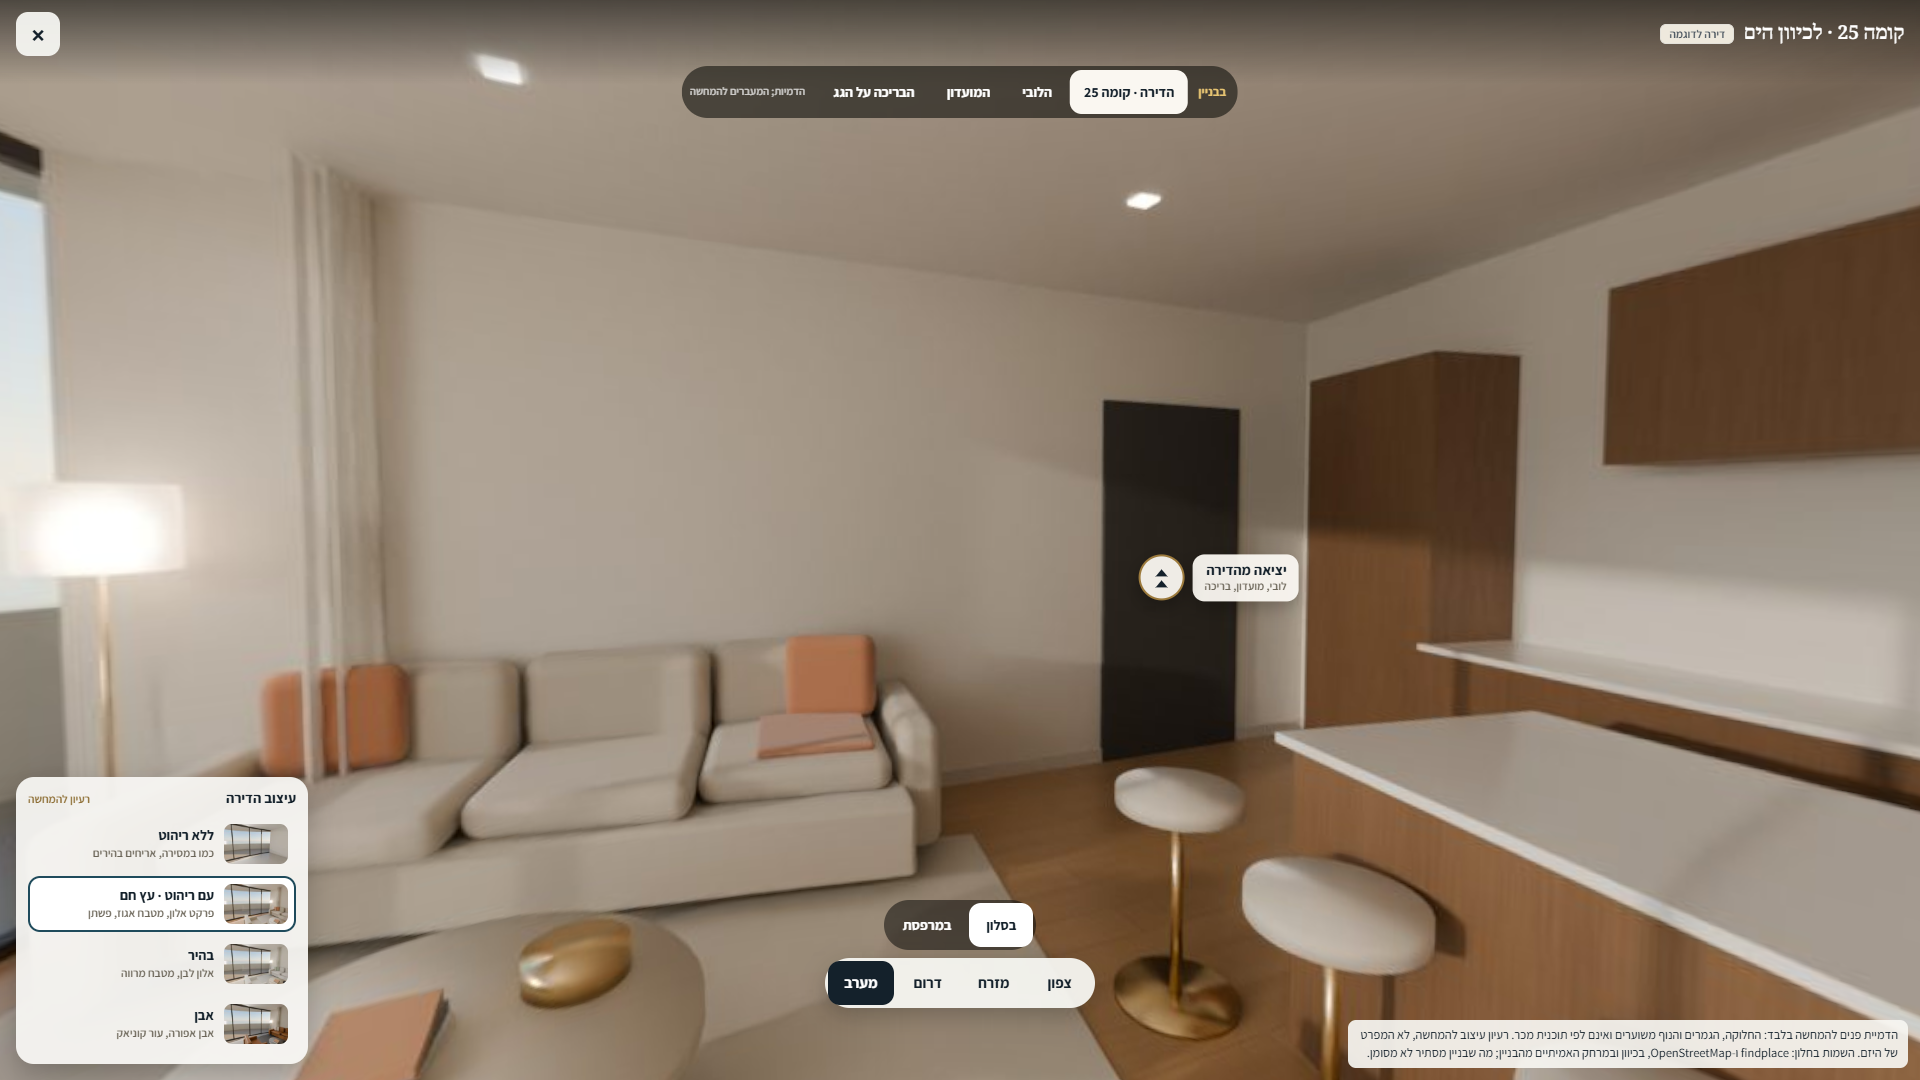 קומה 25 · לכיוון הים
דירה לדוגמה
×
בבניין
הדירה · קומה 25
הלובי
המועדון
הבריכה על הגג
הדמיות; המעברים להמחשה
יציאה מהדירה
לובי, מועדון, בריכה
עיצוב הדירה
רעיון להמחשה
ללא ריהוט
כמו במסירה, אריחים בהירים
עם ריהוט · עץ חם
פרקט אלון, מטבח אגוז, פשתן
בהיר
אלון לבן, מטבח מרווה
אבן
אבן אפורה, עור קוניאק
בסלון
במרפסת
צפון
מזרח
דרום
מערב
הדמיית פנים להמחשה בלבד: החלוקה, הגמרים והנוף משוערים ואינם לפי תוכנית מכר. רעיון עיצוב להמחשה, לא המפרט
של היזם. השמות בחלון: findplace ו-OpenStreetMap, בכיוון ובמרחק האמיתיים מהבניין; מה שבניין מסתיר לא מסומן.